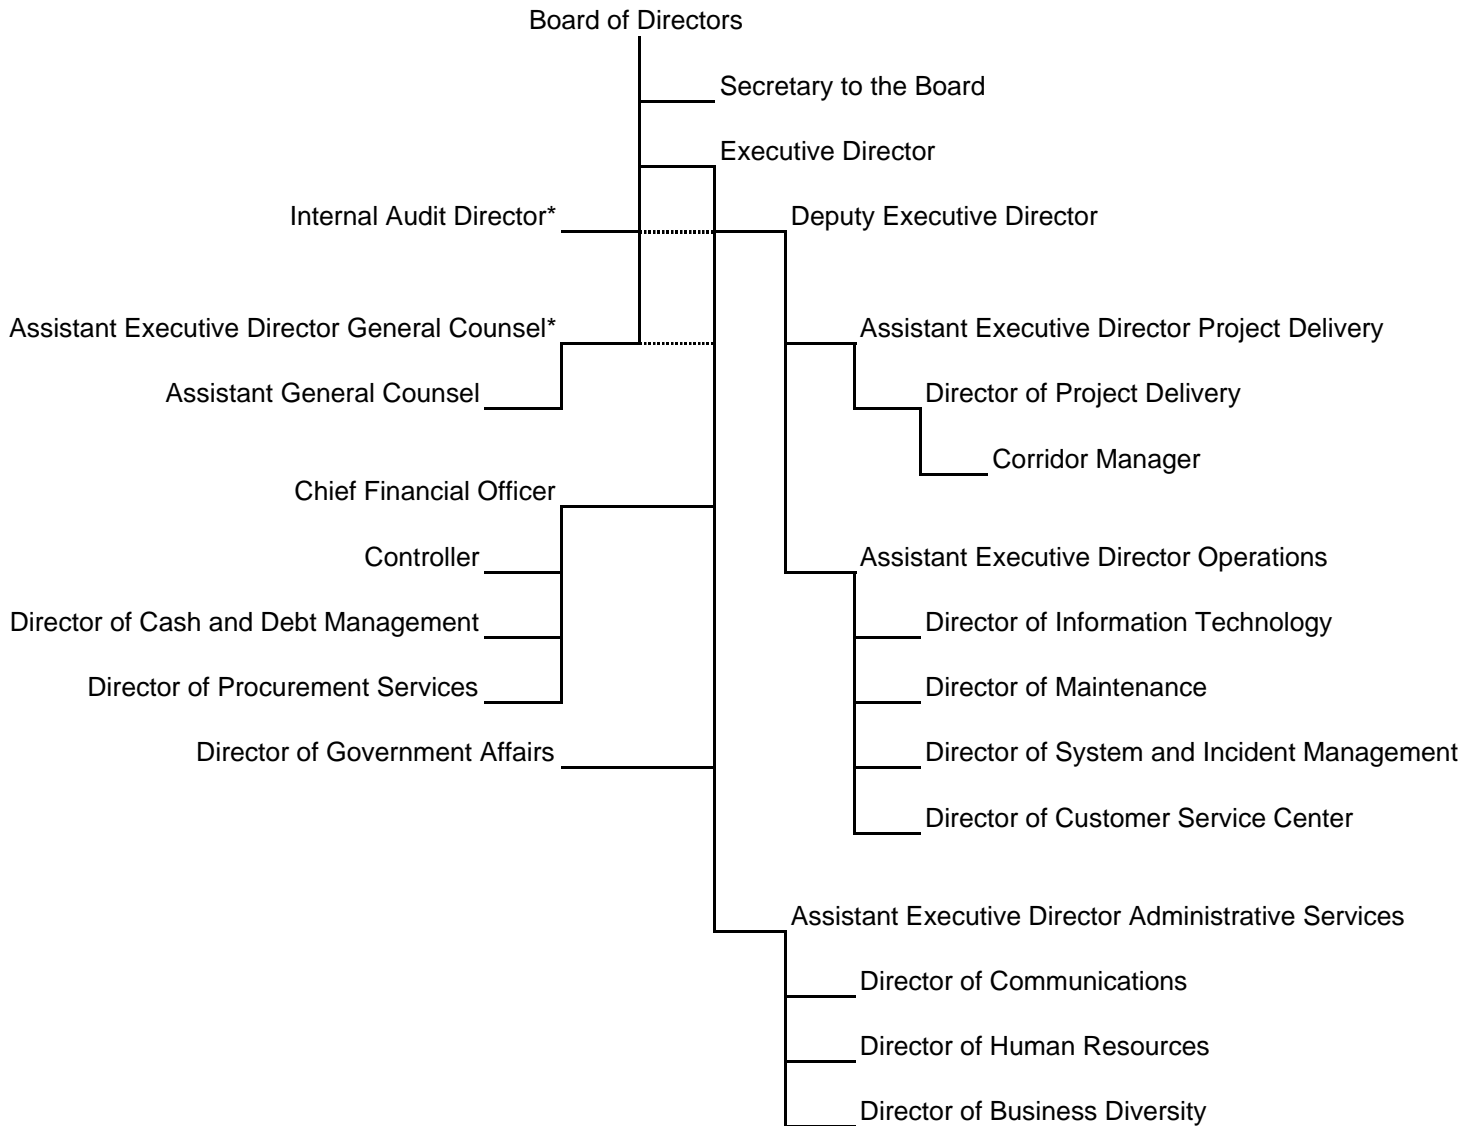 Board of Directors
Secretary to the Board
Executive Director
Internal Audit Director*
Deputy Executive Director
Assistant Executive Director General Counsel*
Assistant Executive Director Project Delivery
Assistant General Counsel
Director of Project Delivery
Corridor Manager
Chief Financial Officer
Controller
Assistant Executive Director Operations
Director of Cash and Debt Management
Director of Information Technology
Director of Procurement Services
Director of Maintenance
Director of Government Affairs
Director of System and Incident Management
Director of Customer Service Center
Assistant Executive Director Administrative Services
Director of Communications
Director of Human Resources
Director of Business Diversity